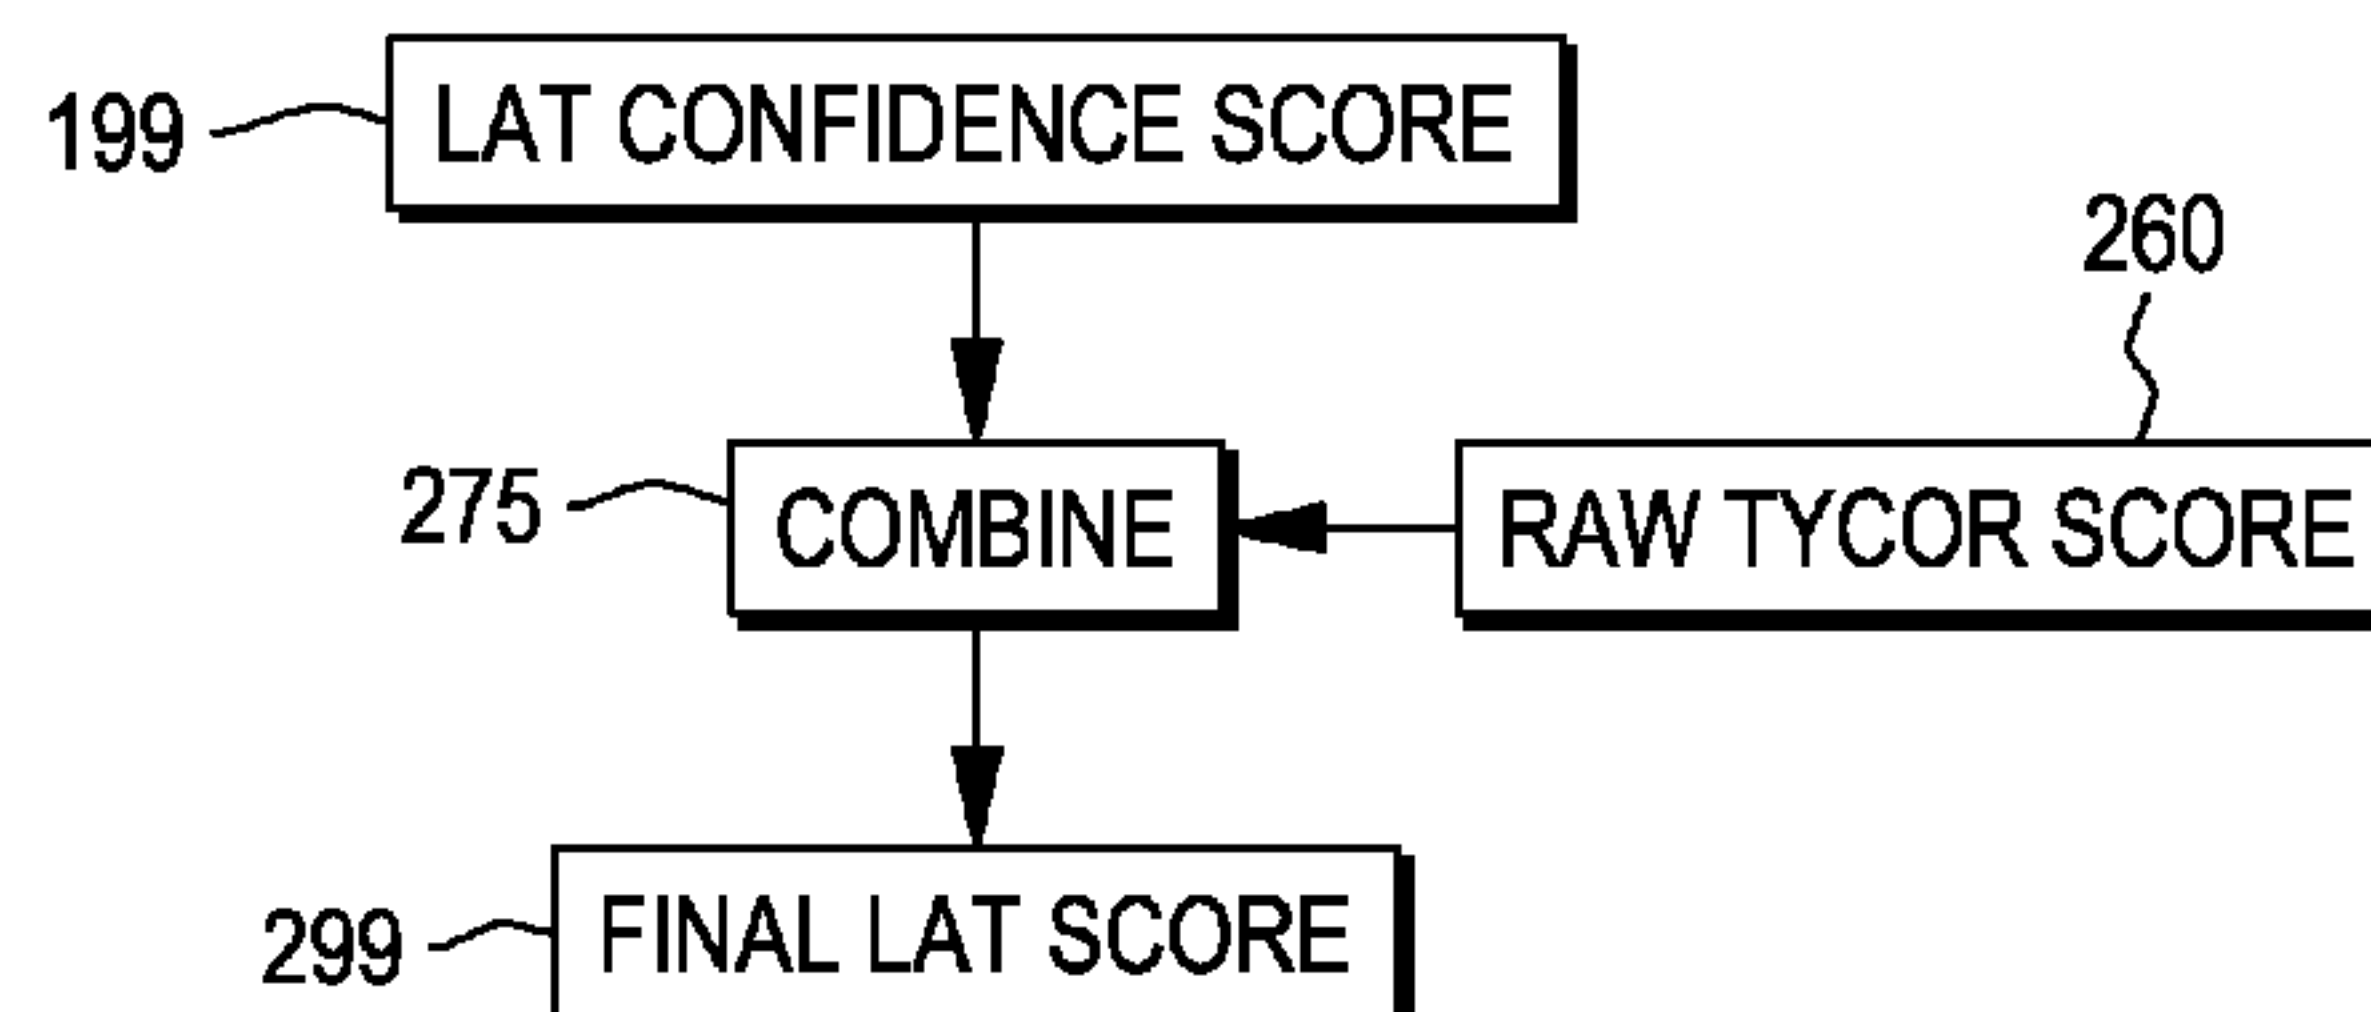 199
LAT CONFIDENCE SCORE
260
275
COMBINE
RAW TYCOR SCORE
299
FINAL LAT SCORE